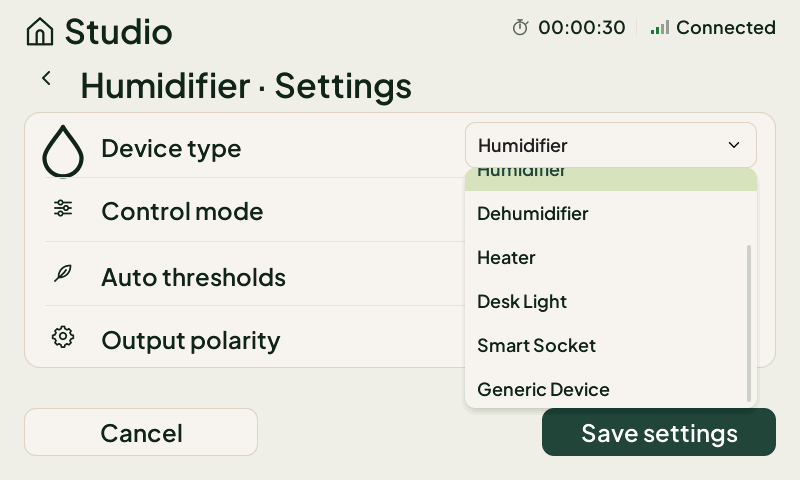 Studio
00:00:30
Connected
Humidifier · Settings
Device type
Humidifier
Humidifier
Dehumidifier
Heater
Desk Light
Smart Socket
Generic Device
Control mode
Auto thresholds
Output polarity
Cancel
Save settings